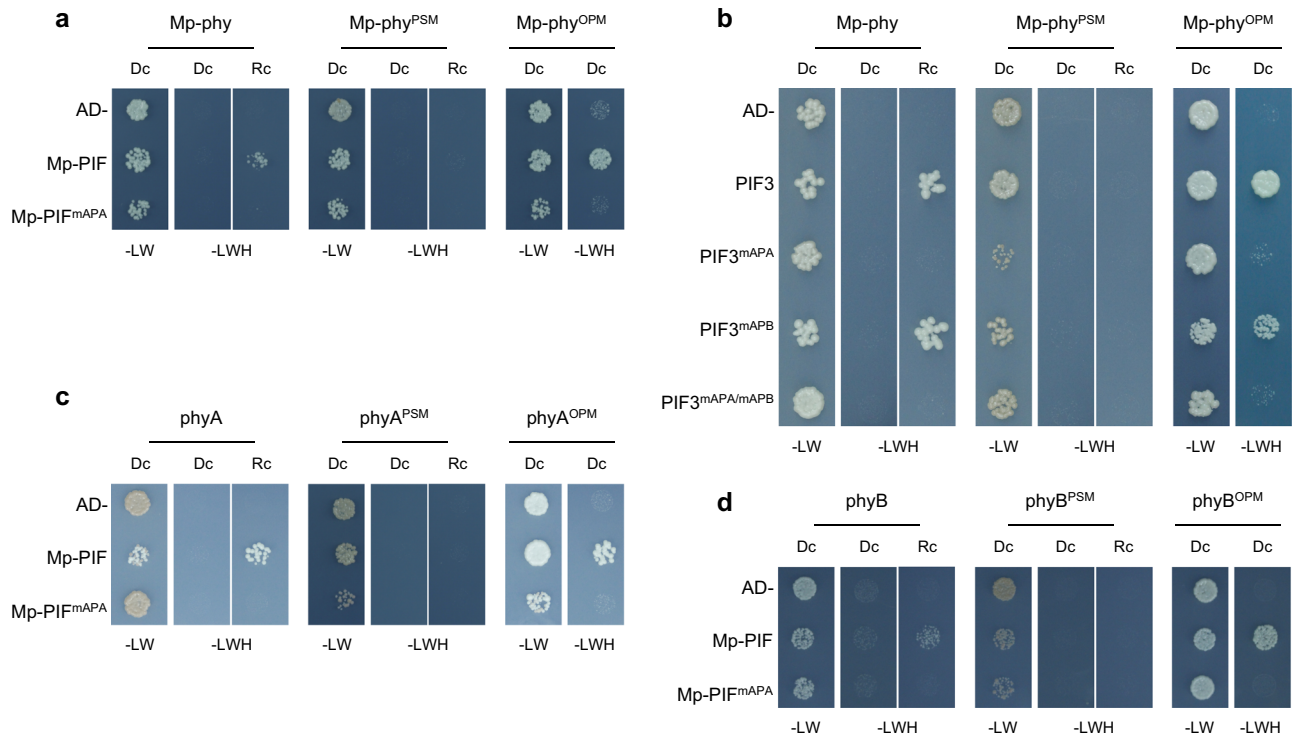 a
Mp-phy Mp-phyPSM Mp-phyOPM
Dc Dc Rc Dc Dc Rc Dc Dc
AD-
Mp-PIF
Mp-PIFmAPA
-LW -LWH -LW -LWH -LW -LWH
b
Mp-phy Mp-phyPSM Mp-phyOPM
Dc Dc Rc Dc Dc Rc Dc Dc
AD-
PIF3
PIF3mAPA
PIF3mAPB
PIF3mAPA/mAPB
-LW -LWH -LW -LWH -LW -LWH
c
phyA phyAPSM phyAOPM
Dc Dc Rc Dc Dc Rc Dc Dc
AD-
Mp-PIF
Mp-PIFmAPA
-LW -LWH -LW -LWH -LW -LWH
d
phyB phyBPSM phyBOPM
Dc Dc Rc Dc Dc Rc Dc Dc
AD-
Mp-PIF
Mp-PIFmAPA
-LW -LWH -LW -LWH -LW -LWH